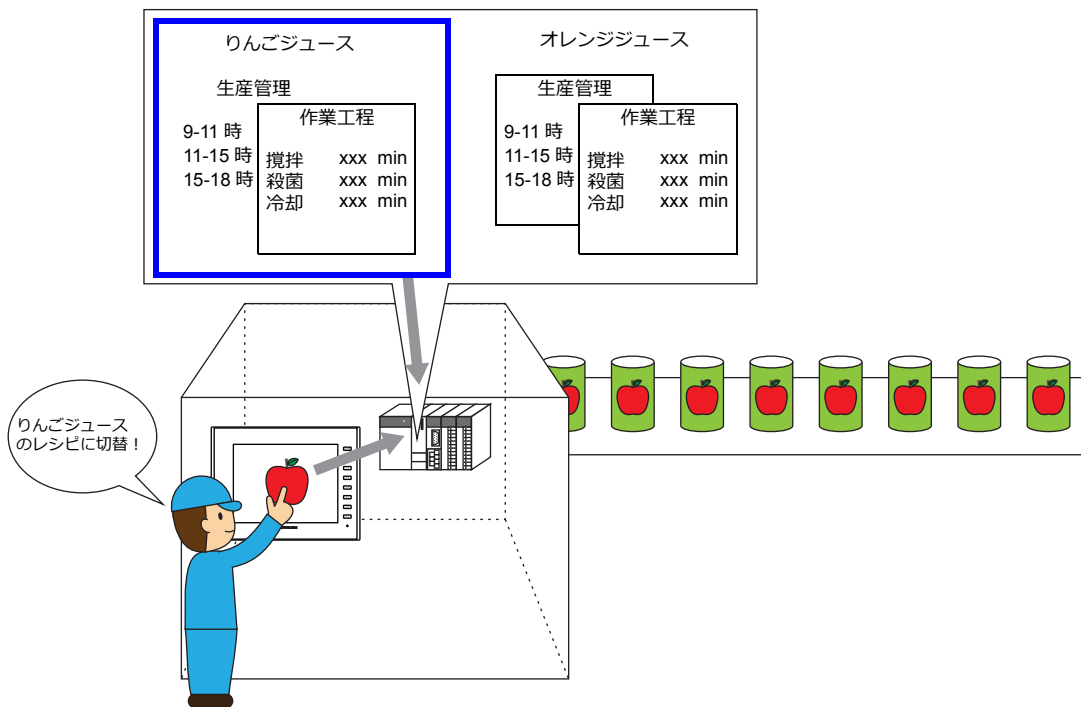 りんごジュース
生産管理
9-11 時
11-15 時
15-18 時
作業工程
撹拌 xxx min
殺菌 xxx min
冷却 xxx min
オレンジジュース
生産管理
9-11 時
11-15 時
15-18 時
作業工程
撹拌 xxx min
殺菌 xxx min
冷却 xxx min
りんごジュース
のレシピに切替！